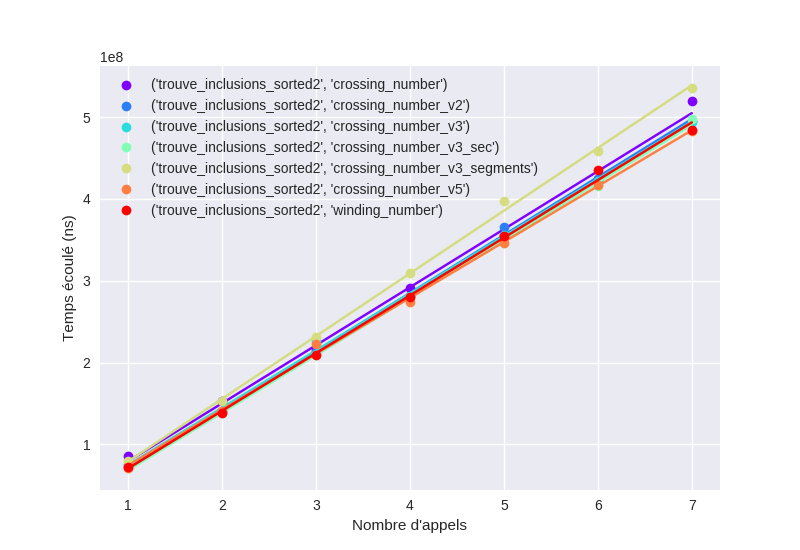 1e8
('trouve_inclusions_sorted2', 'crossing_number')
('trouve_inclusions_sorted2', 'crossing_number_v2')
('trouve_inclusions_sorted2', 'crossing_number_v3')
('trouve_inclusions_sorted2', 'crossing_number_v3_sec')
('trouve_inclusions_sorted2', 'crossing_number_v3_segments')
('trouve_inclusions_sorted2', 'crossing_number_v5')
('trouve_inclusions_sorted2', 'winding_number')
5
4
3
2
1
Temps écoulé (ns)
1 2 3 4 5 6 7
Nombre d'appels